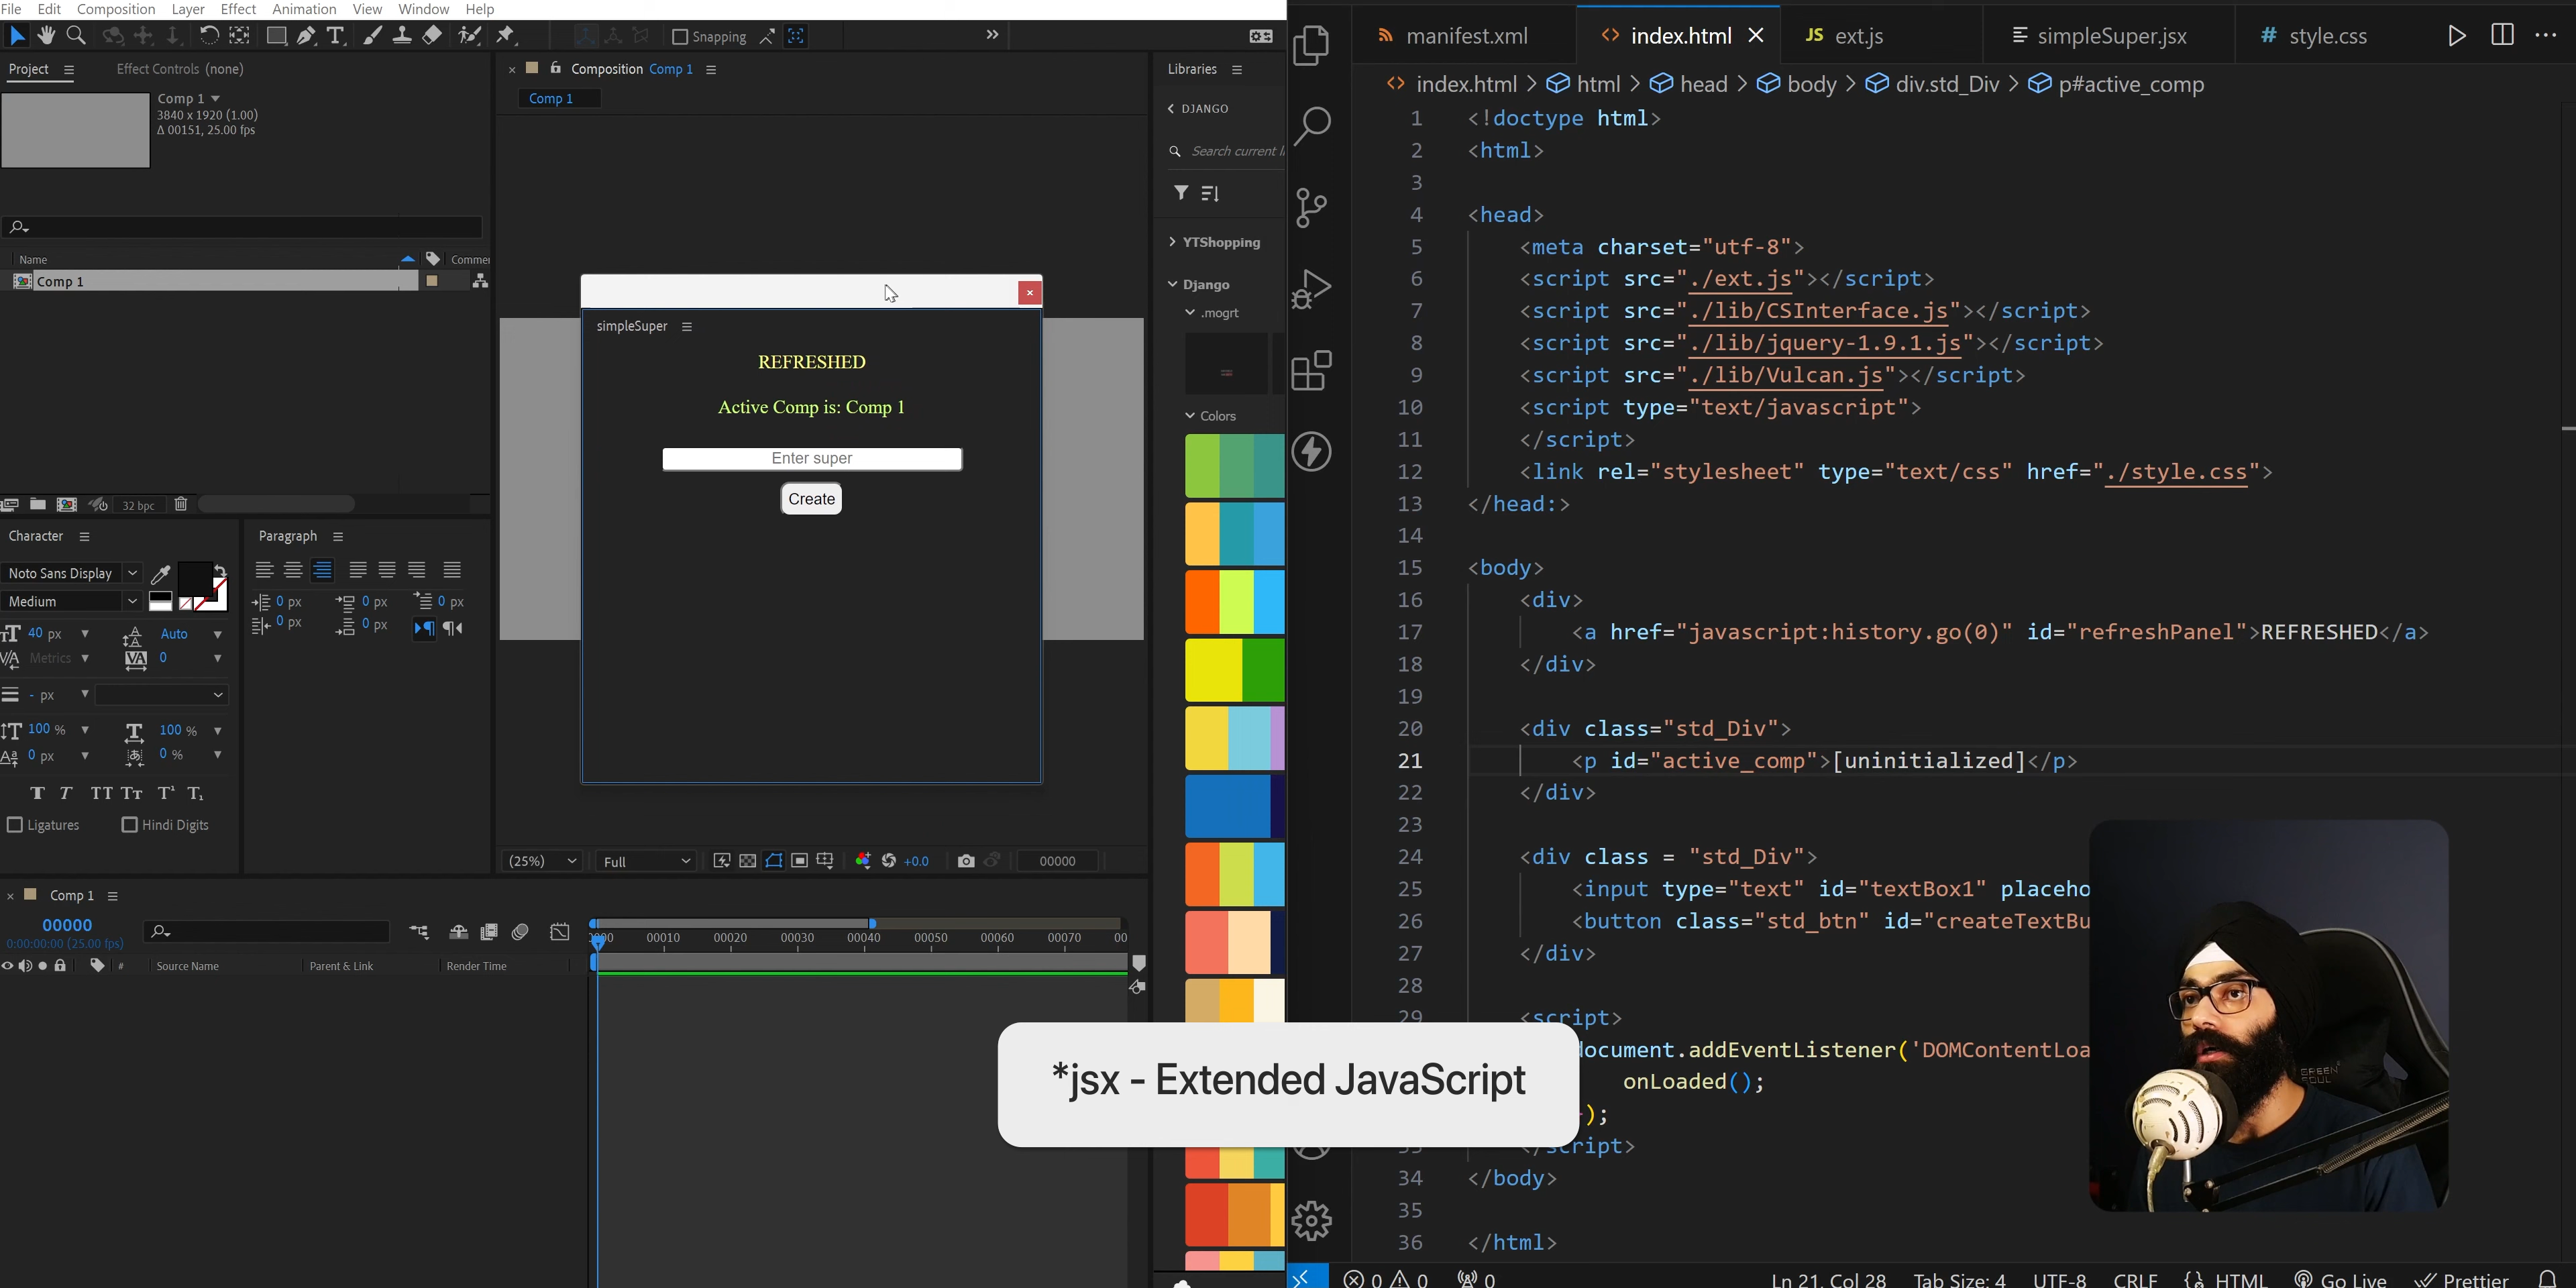 File Edit Composition Layer Effect Animation View Window Help
Snapping
Project Effect Controls (none)
Comp 1
3840 x 1920 (1.00)
Δ 00151, 25.00 fps
Name Commer
Comp 1
32 bpc
Character
Noto Sans Display
Medium
40 px Auto
Metrics 0
- px
100 % 100 %
0 px 0 %
Ligatures Hindi Digits
Paragraph
0 px 0 px 0 px
0 px 0 px
Composition Comp 1
Comp 1
simpleSuper
REFRESHED
Active Comp is: Comp 1
Enter super
Create
(25%) Full +0.0 00000
Libraries
DJANGO
Search current li
YTShopping
Django
.mogrt
Colors
Comp 1
00000
0:00:00:00 (25.00 fps)
# Source Name Parent & Link Render Time
00010 00020 00030 00040 00050 00060 00070 00
*jsx - Extended JavaScript
manifest.xml index.html JS ext.js simpleSuper.jsx # style.css
index.html > html > head > body > div.std_Div > p#active_comp
1 <!doctype html>
2 <html>
3
4 <head>
5 <meta charset="utf-8">
6 <script src="./ext.js"></script>
7 <script src="./lib/CSInterface.js"></script>
8 <script src="./lib/jquery-1.9.1.js"></script>
9 <script src="./lib/Vulcan.js"></script>
10 <script type="text/javascript">
11 </script>
12 <link rel="stylesheet" type="text/css" href="./style.css">
13 </head:>
14
15 <body>
16 <div>
17 <a href="javascript:history.go(0)" id="refreshPanel">REFRESHED</a>
18 </div>
19
20 <div class="std_Div">
21 <p id="active_comp">[uninitialized]</p>
22 </div>
23
24 <div class = "std_Div">
25 <input type="text" id="textBox1" placeho
26 <button class="std_btn" id="createTextBu
27 </div>
28
29 <script>
document.addEventListener('DOMContentLoa
onLoaded();
);
</script>
34 </body>
35
36 </html>
GREEN SOUL
0 0 0 Ln 21, Col 28 Tab Size: 4 UTF-8 CRLF HTML Go Live Prettier